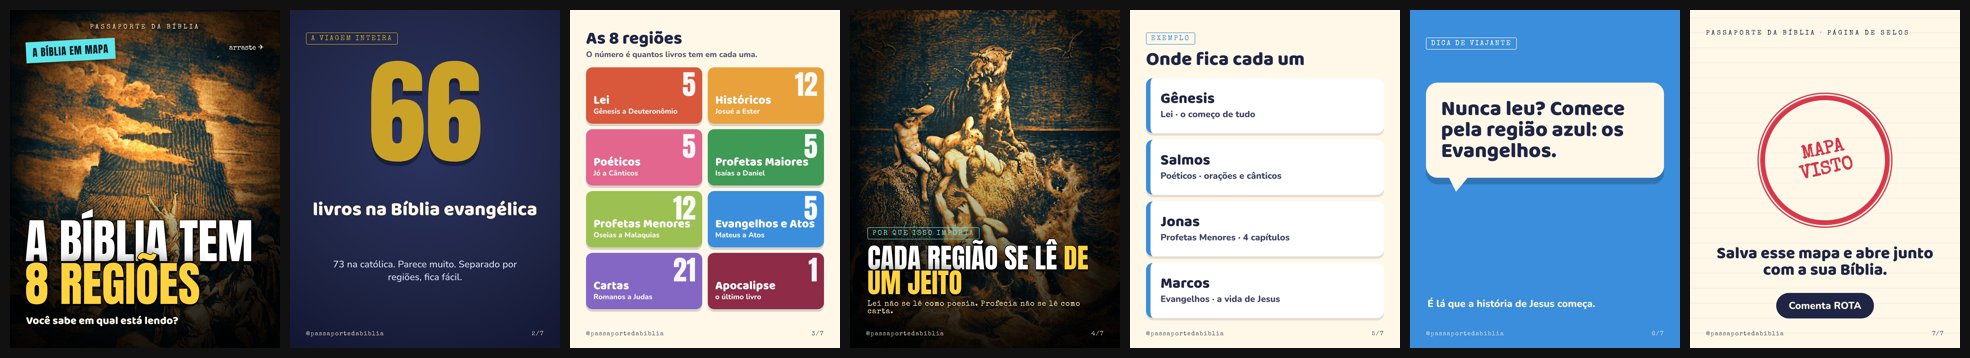 PASSAPORTE DA BÍBLIA
A BÍBLIA EM MAPA
arraste →
A BÍBLIA TEM
8 REGIÕES
Você sabe em qual está lendo?
A VIAGEM INTEIRA
66
livros na Bíblia evangélica
73 na católica. Parece muito. Separado por
regiões, fica fácil.
@passaportedabiblia
2/7
As 8 regiões
O número é quantos livros tem em cada uma.
5
Lei
Gênesis a Deuteronômio
12
Históricos
Josué a Ester
5
Poéticos
Jó a Cânticos
5
Profetas Maiores
Isaías a Daniel
12
Profetas Menores
Oseias a Malaquias
5
Evangelhos e Atos
Mateus a Atos
21
Cartas
Romanos a Judas
1
Apocalipse
o último livro
@passaportedabiblia
3/7
POR QUE ISSO IMPORTA
CADA REGIÃO SE LÊ DE
UM JEITO
Lei não se lê como poesia. Profecia não se lê como
carta.
@passaportedabiblia
4/7
EXEMPLO
Onde fica cada um
Gênesis
Lei · o começo de tudo
Salmos
Poéticos · orações e cânticos
Jonas
Profetas Menores · 4 capítulos
Marcos
Evangelhos · a vida de Jesus
@passaportedabiblia
5/7
DICA DE VIAJANTE
Nunca leu? Comece
pela região azul: os
Evangelhos.
É lá que a história de Jesus começa.
@passaportedabiblia
6/7
PASSAPORTE DA BÍBLIA · PÁGINA DE SELOS
MAPA
VISTO
Salva esse mapa e abre junto
com a sua Bíblia.
Comenta ROTA
@passaportedabiblia
7/7